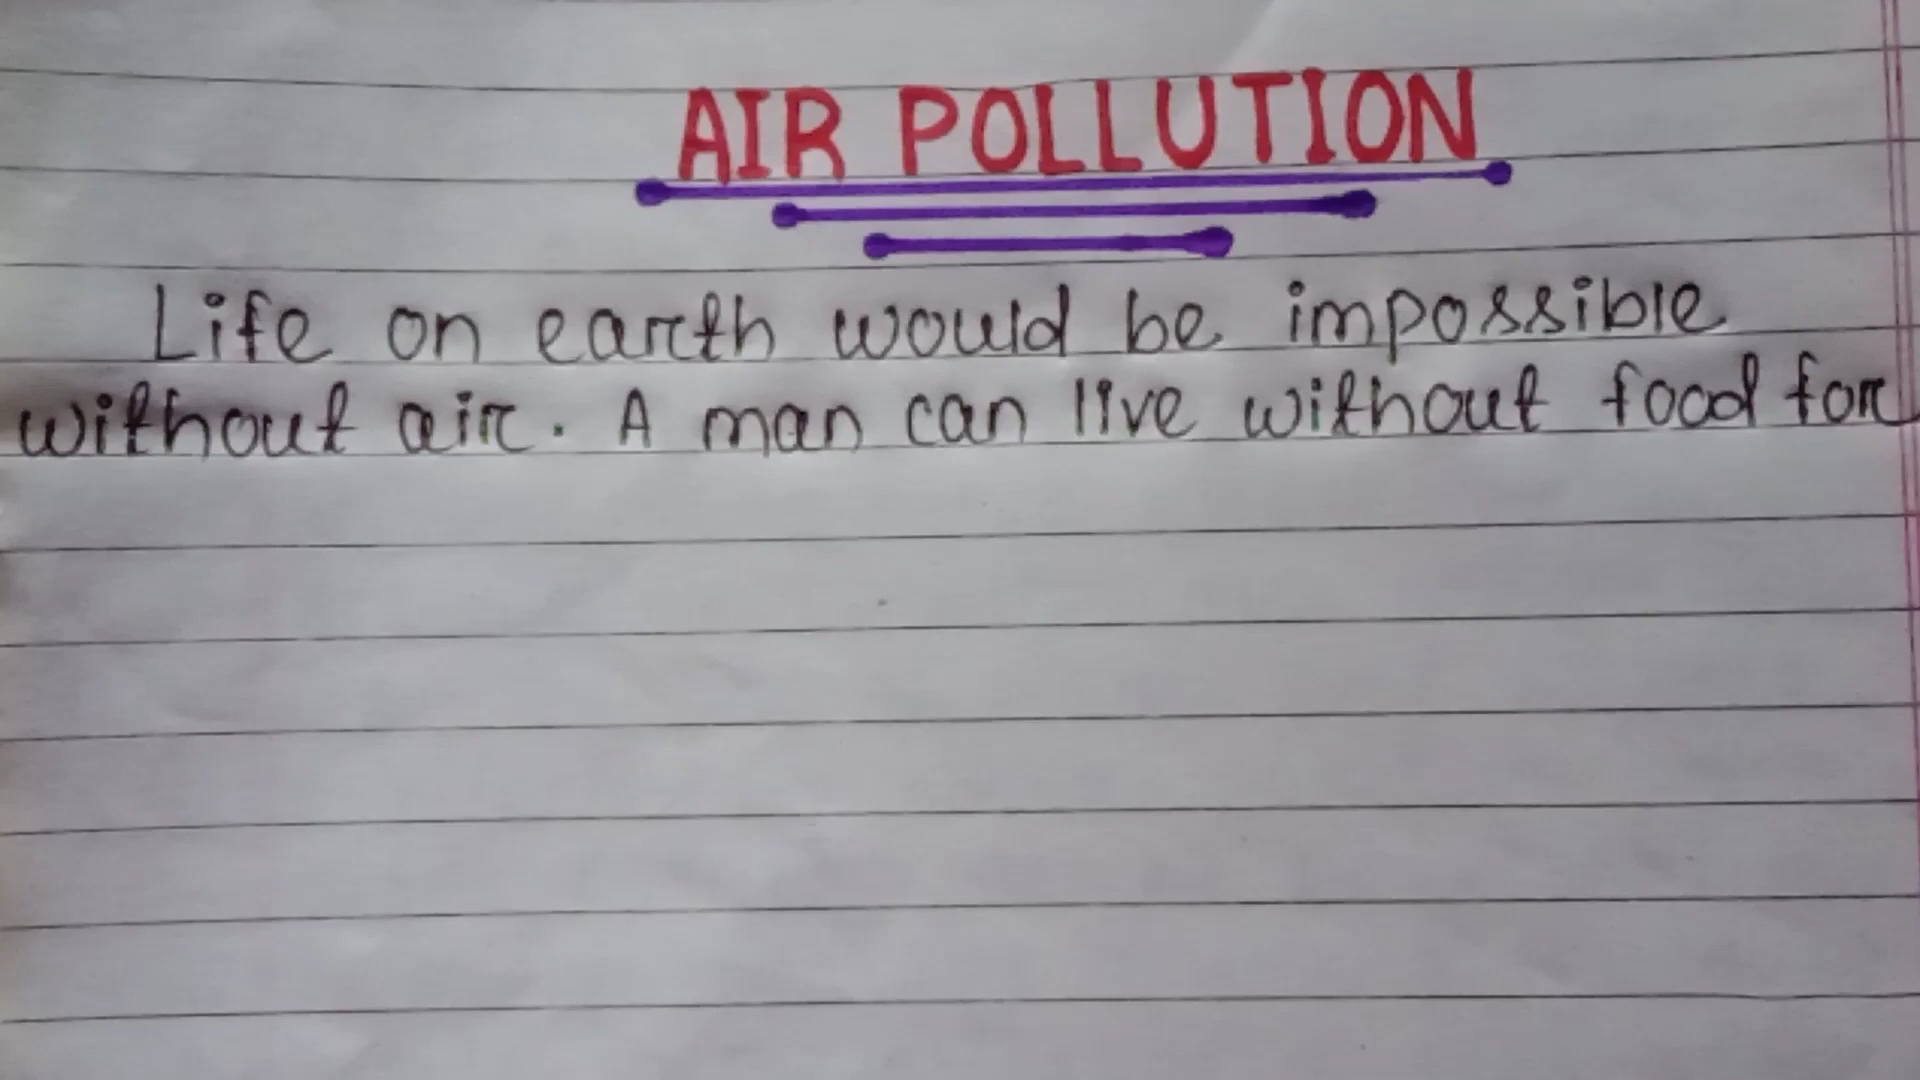 AIR POLLUTION
Life on earth would be impossible
without air. A man can live without food for